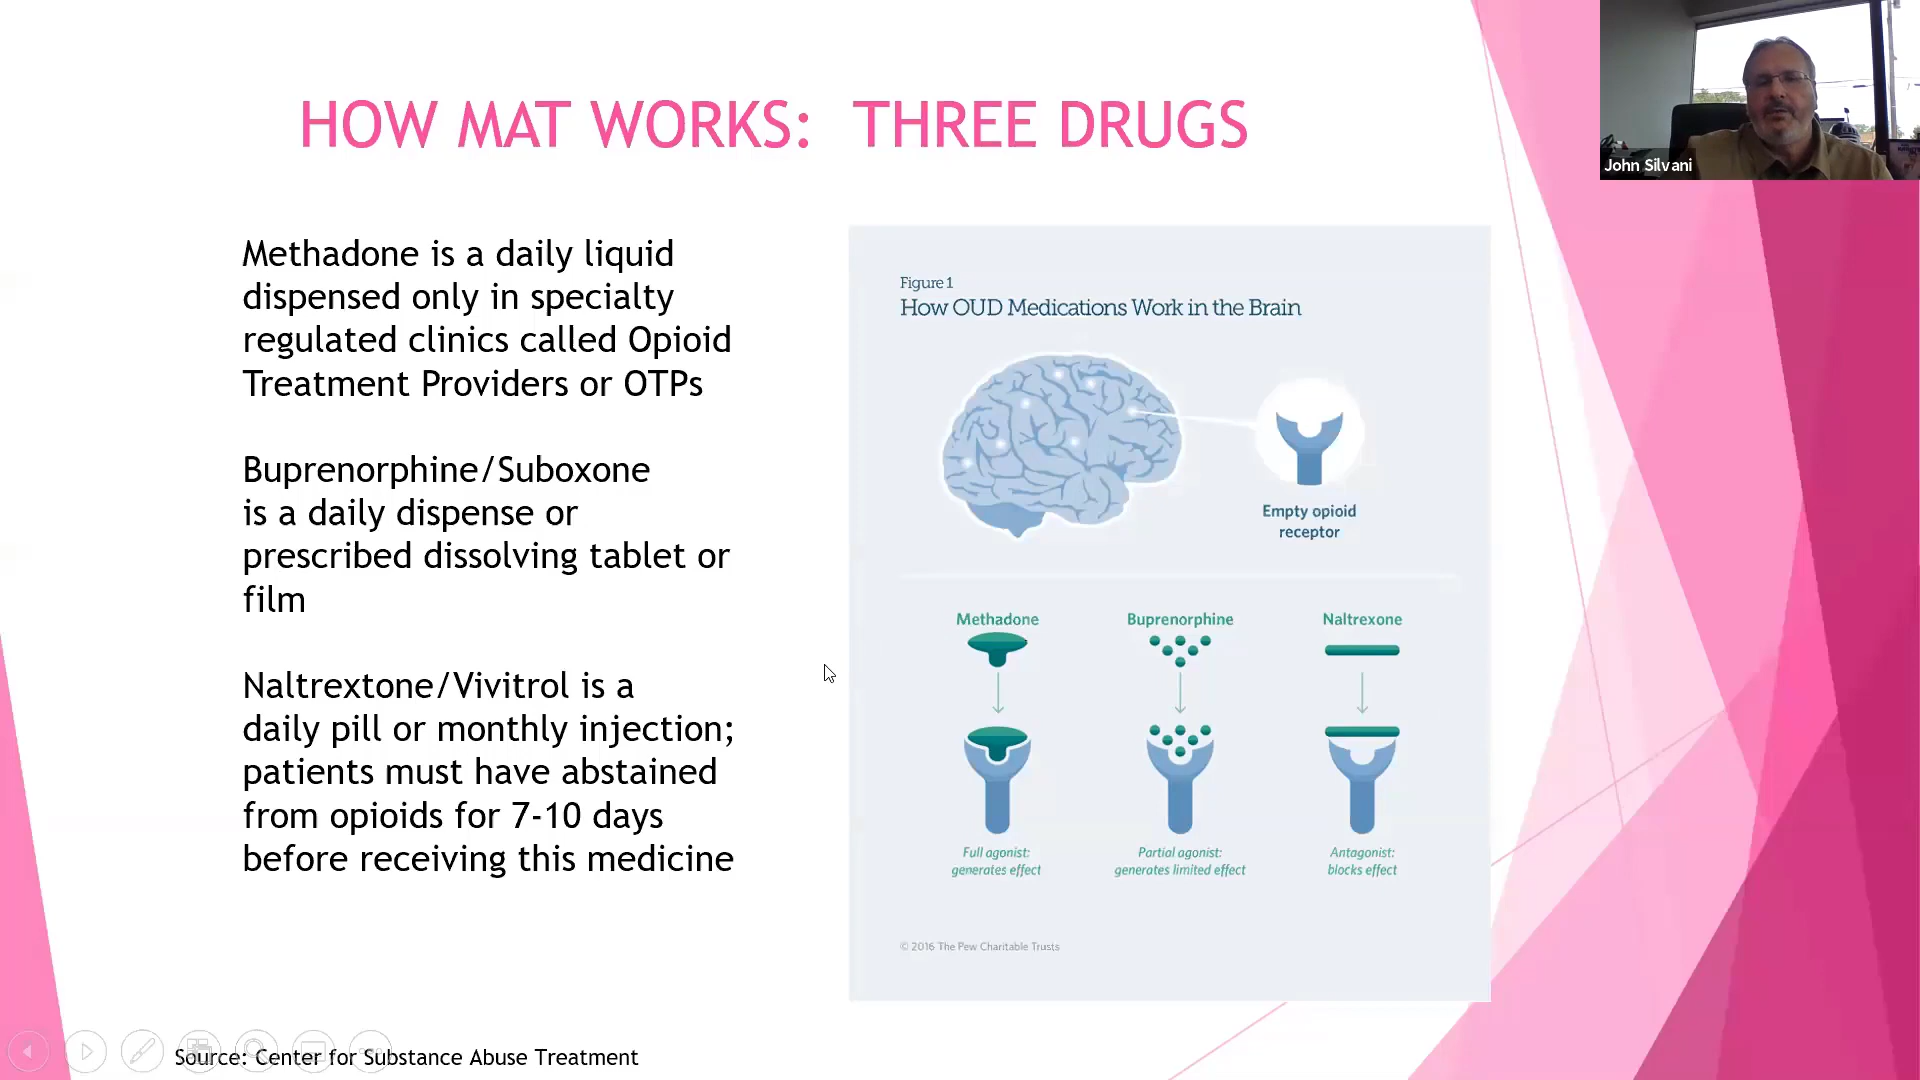 HOW MAT WORKS:  THREE DRUGS
John Silvani
Methadone is a daily liquid
dispensed only in specialty
regulated clinics called Opioid
Treatment Providers or OTPs
Buprenorphine/Suboxone
is a daily dispense or
prescribed dissolving tablet or
film
Naltrextone/Vivitrol is a
daily pill or monthly injection;
patients must have abstained
from opioids for 7-10 days
before receiving this medicine
Figure 1
How OUD Medications Work in the Brain
Empty opioid
receptor
Methadone
Buprenorphine
Naltrexone
Full agonist:
generates effect
Partial agonist:
generates limited effect
Antagonist:
blocks effect
© 2016 The Pew Charitable Trusts
Source: Center for Substance Abuse Treatment